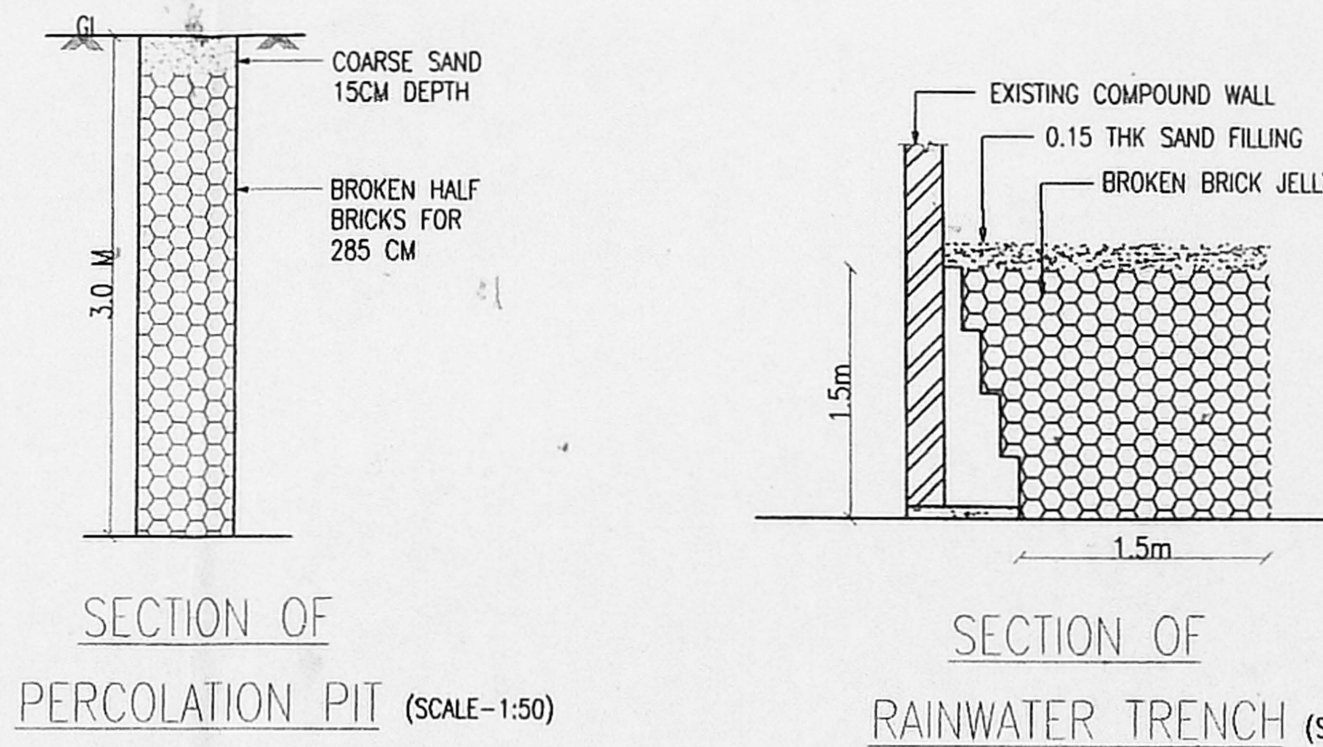 GL
COARSE SAND
15CM DEPTH
BROKEN HALF
BRICKS FOR
285 CM
3.0 M
SECTION OF
PERCOLATION PIT (SCALE-1:50)
EXISTING COMPOUND WALL
0.15 THK SAND FILLING
BROKEN BRICK JELLY
1.5m
1.5m
SECTION OF
RAINWATER TRENCH (S